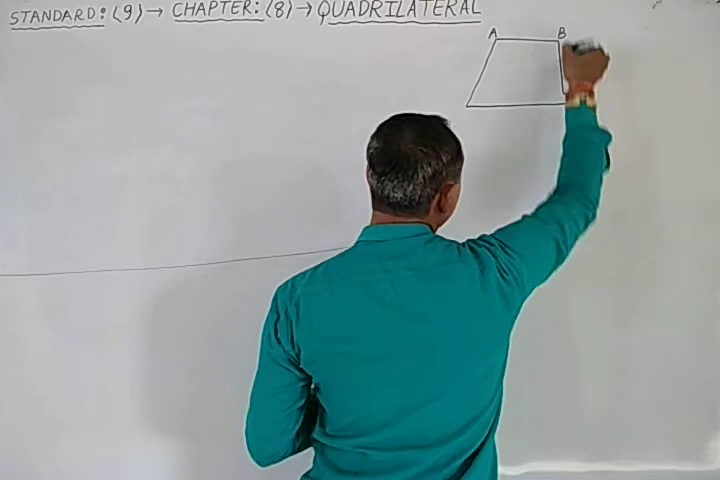 STANDARD: (9) → CHAPTER: (8) → QUADRILATERAL
A B